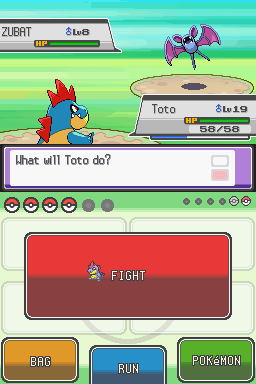 ZUBAT ♂Lv8
HP
Toto ♂Lv19
HP
58/58
What will Toto do?
FIGHT
BAG
RUN
POKéMON